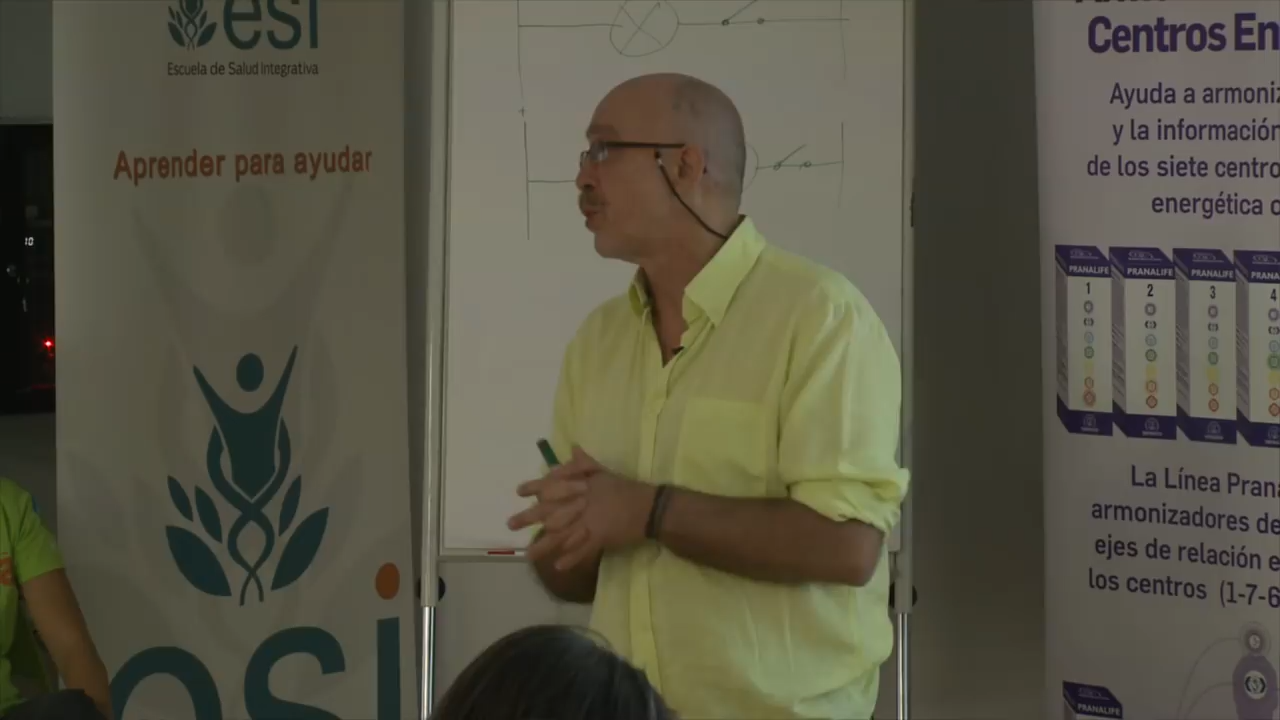 esi
Escuela de Salud Integrativa
Aprender para ayudar
esi
Centros En
Ayuda a armoniz
y la información
de los siete centro
energética o
PRANALIFE PRANALIFE PRANALIFE PRANA
1 2 3 4
La Línea Prana
armonizadores de
ejes de relación e
los centros (1-7-6
PRANALIFE